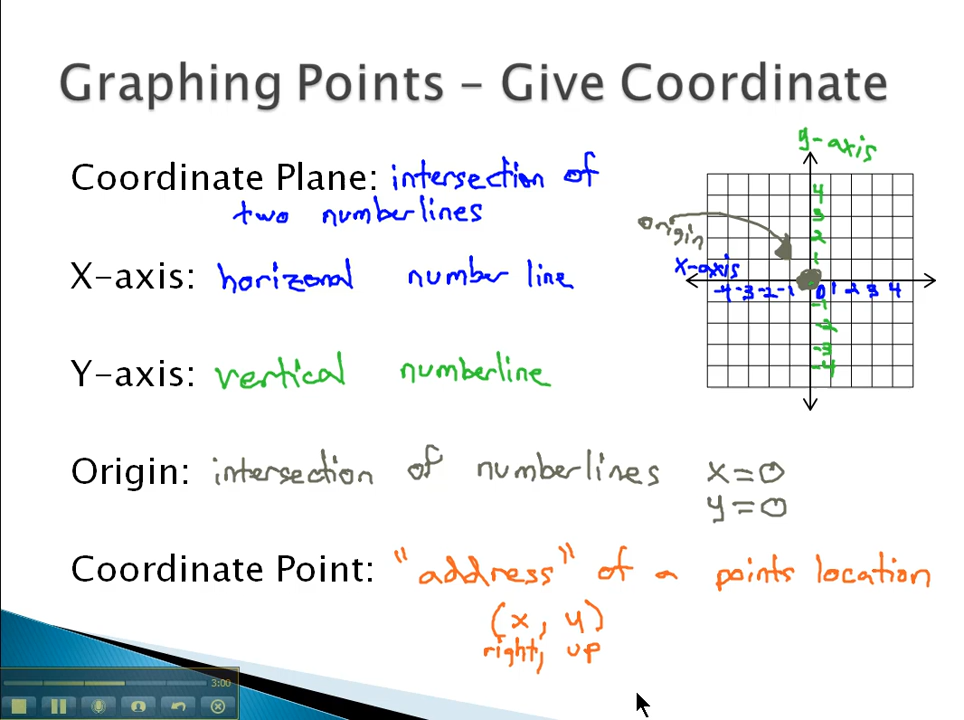 Graphing Points – Give Coordinate
y-axis
Coordinate Plane: intersection of
two numberlines
4
3
2
1
origin
x-axis
X-axis: horizonal number line
-4 -3 -2 -1 0 1 2 3 4
-1
-2
-3
-4
Y-axis: vertical numberline
Origin: intersection of numberlines x=0
y=0
Coordinate Point: "address" of a points location
(x, y)
right, up
3:00